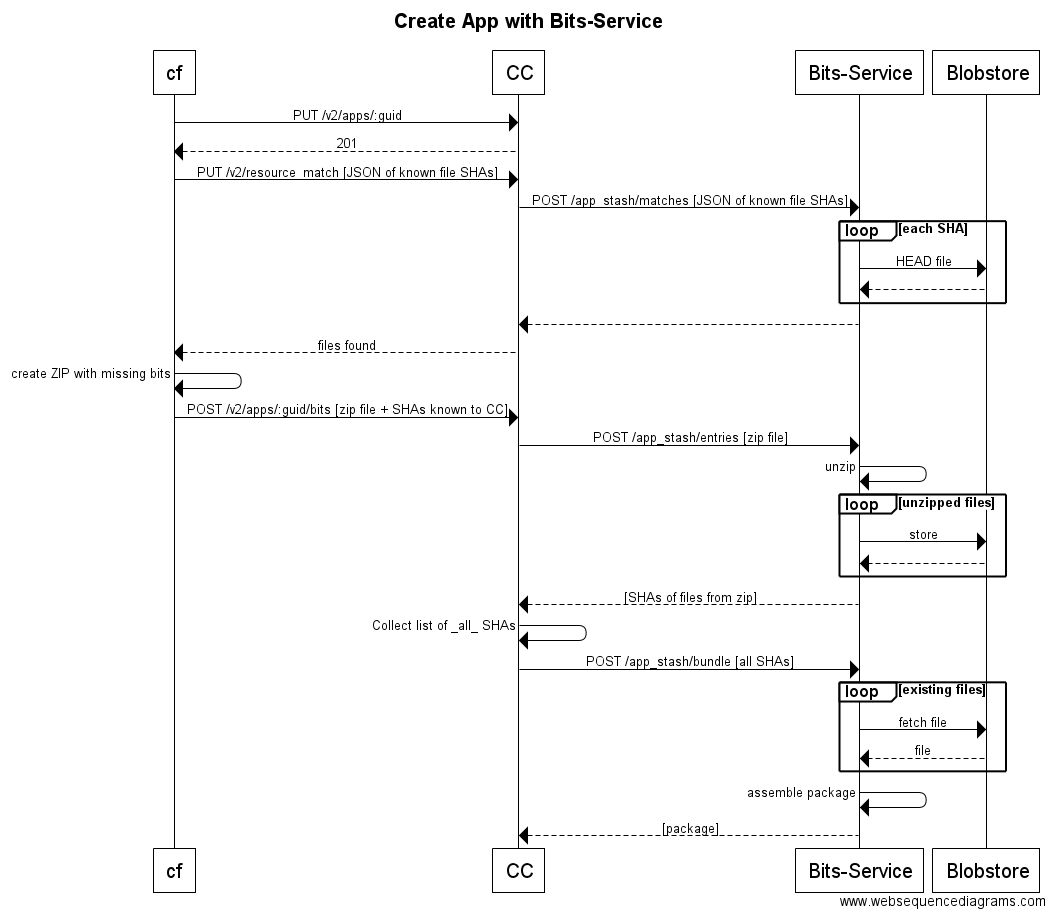 Create App with Bits-Service
cf
CC
Bits-Service
Blobstore
PUT /v2/apps/:guid
201
PUT /v2/resource_match [JSON of known file SHAs]
POST /app_stash/matches [JSON of known file SHAs]
loop [each SHA]
HEAD file
files found
create ZIP with missing bits
POST /v2/apps/:guid/bits [zip file + SHAs known to CC]
POST /app_stash/entries [zip file]
unzip
loop [unzipped files]
store
[SHAs of files from zip]
Collect list of _all_ SHAs
POST /app_stash/bundle [all SHAs]
loop [existing files]
fetch file
file
assemble package
[package]
cf
CC
Bits-Service
Blobstore
www.websequencediagrams.com